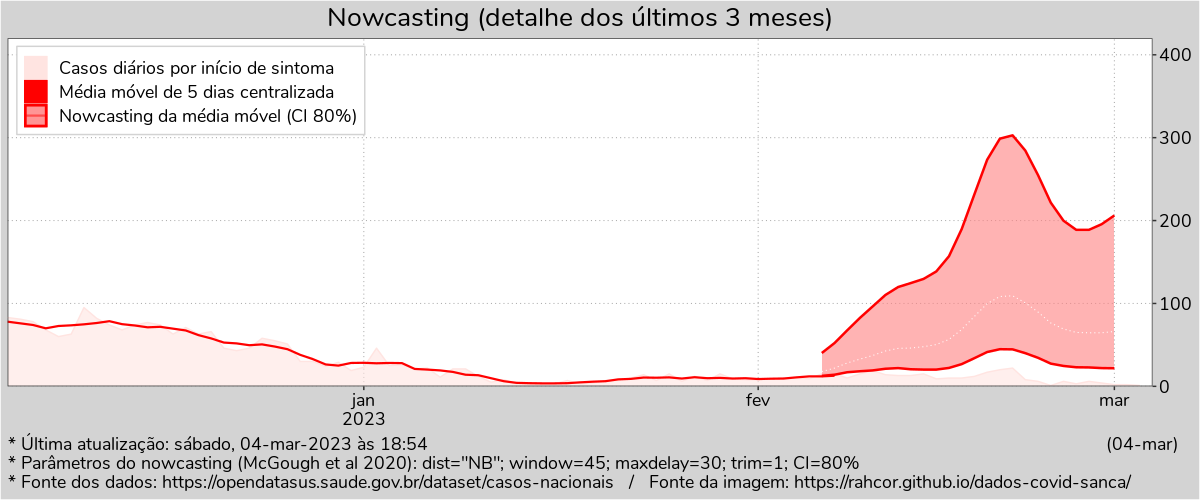 Nowcasting (detalhe dos últimos 3 meses)
Casos diários por início de sintoma
Média móvel de 5 dias centralizada
Nowcasting da média móvel (CI 80%)
400
300
200
100
0
jan
2023
fev
mar
* Última atualização: sábado, 04-mar-2023 às 18:54
(04-mar)
* Parâmetros do nowcasting (McGough et al 2020): dist="NB"; window=45; maxdelay=30; trim=1; CI=80%
* Fonte dos dados: https://opendatasus.saude.gov.br/dataset/casos-nacionais / Fonte da imagem: https://rahcor.github.io/dados-covid-sanca/